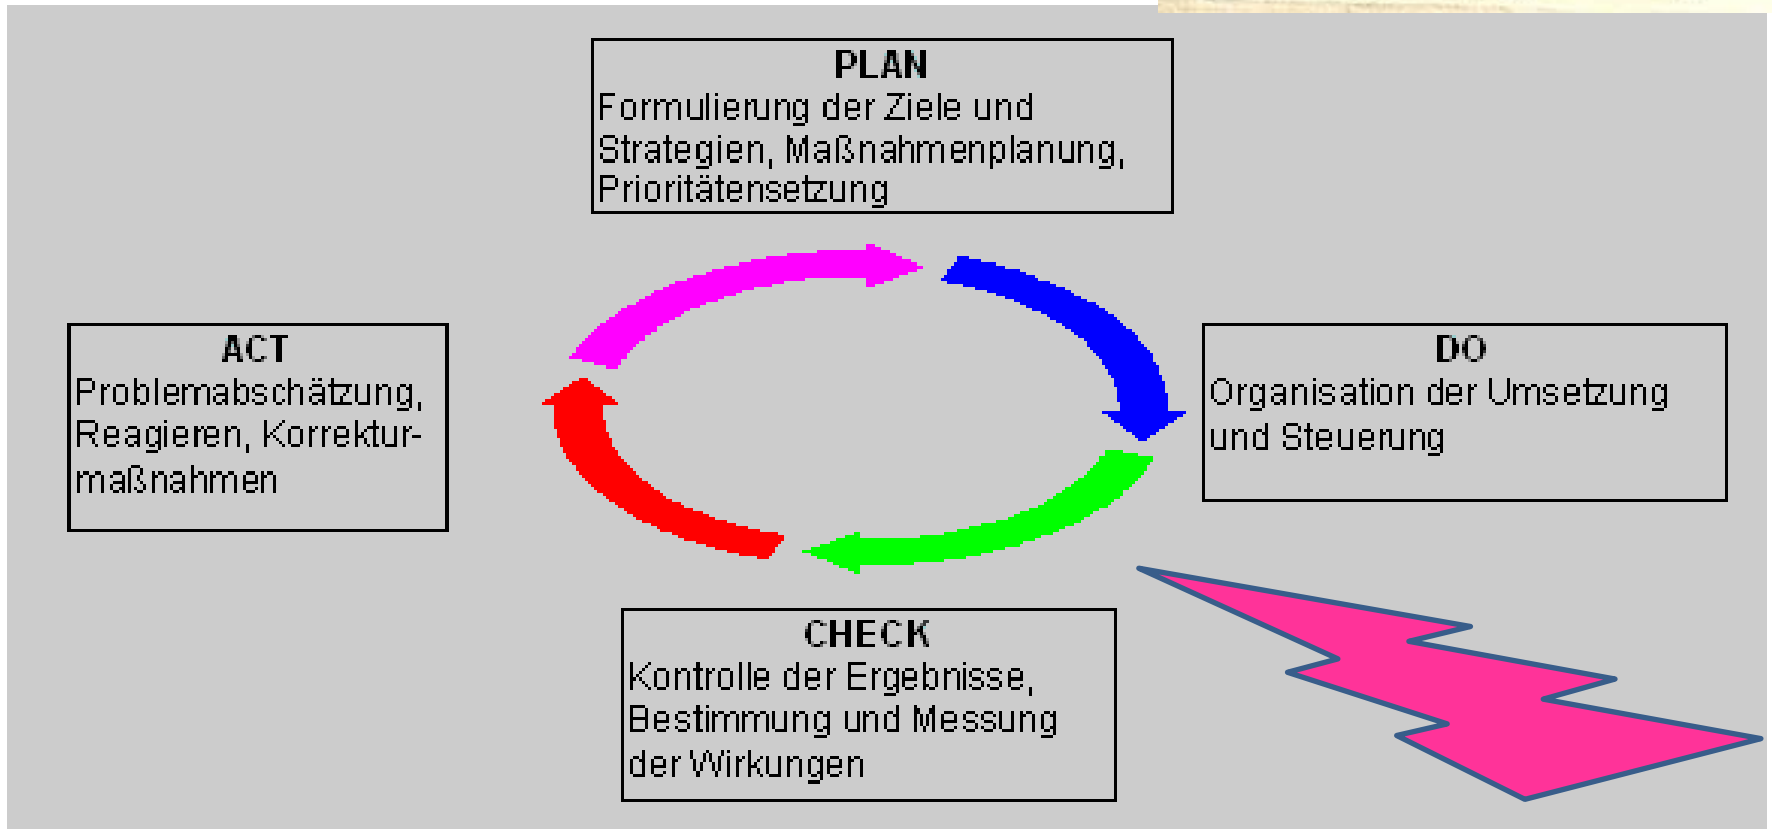 PLAN
Formulierung der Ziele und
Strategien, Maßnahmenplanung,
Prioritätensetzung
ACT
Problemabschätzung,
Reagieren, Korrektur-
maßnahmen
DO
Organisation der Umsetzung
und Steuerung
CHECK
Kontrolle der Ergebnisse,
Bestimmung und Messung
der Wirkungen